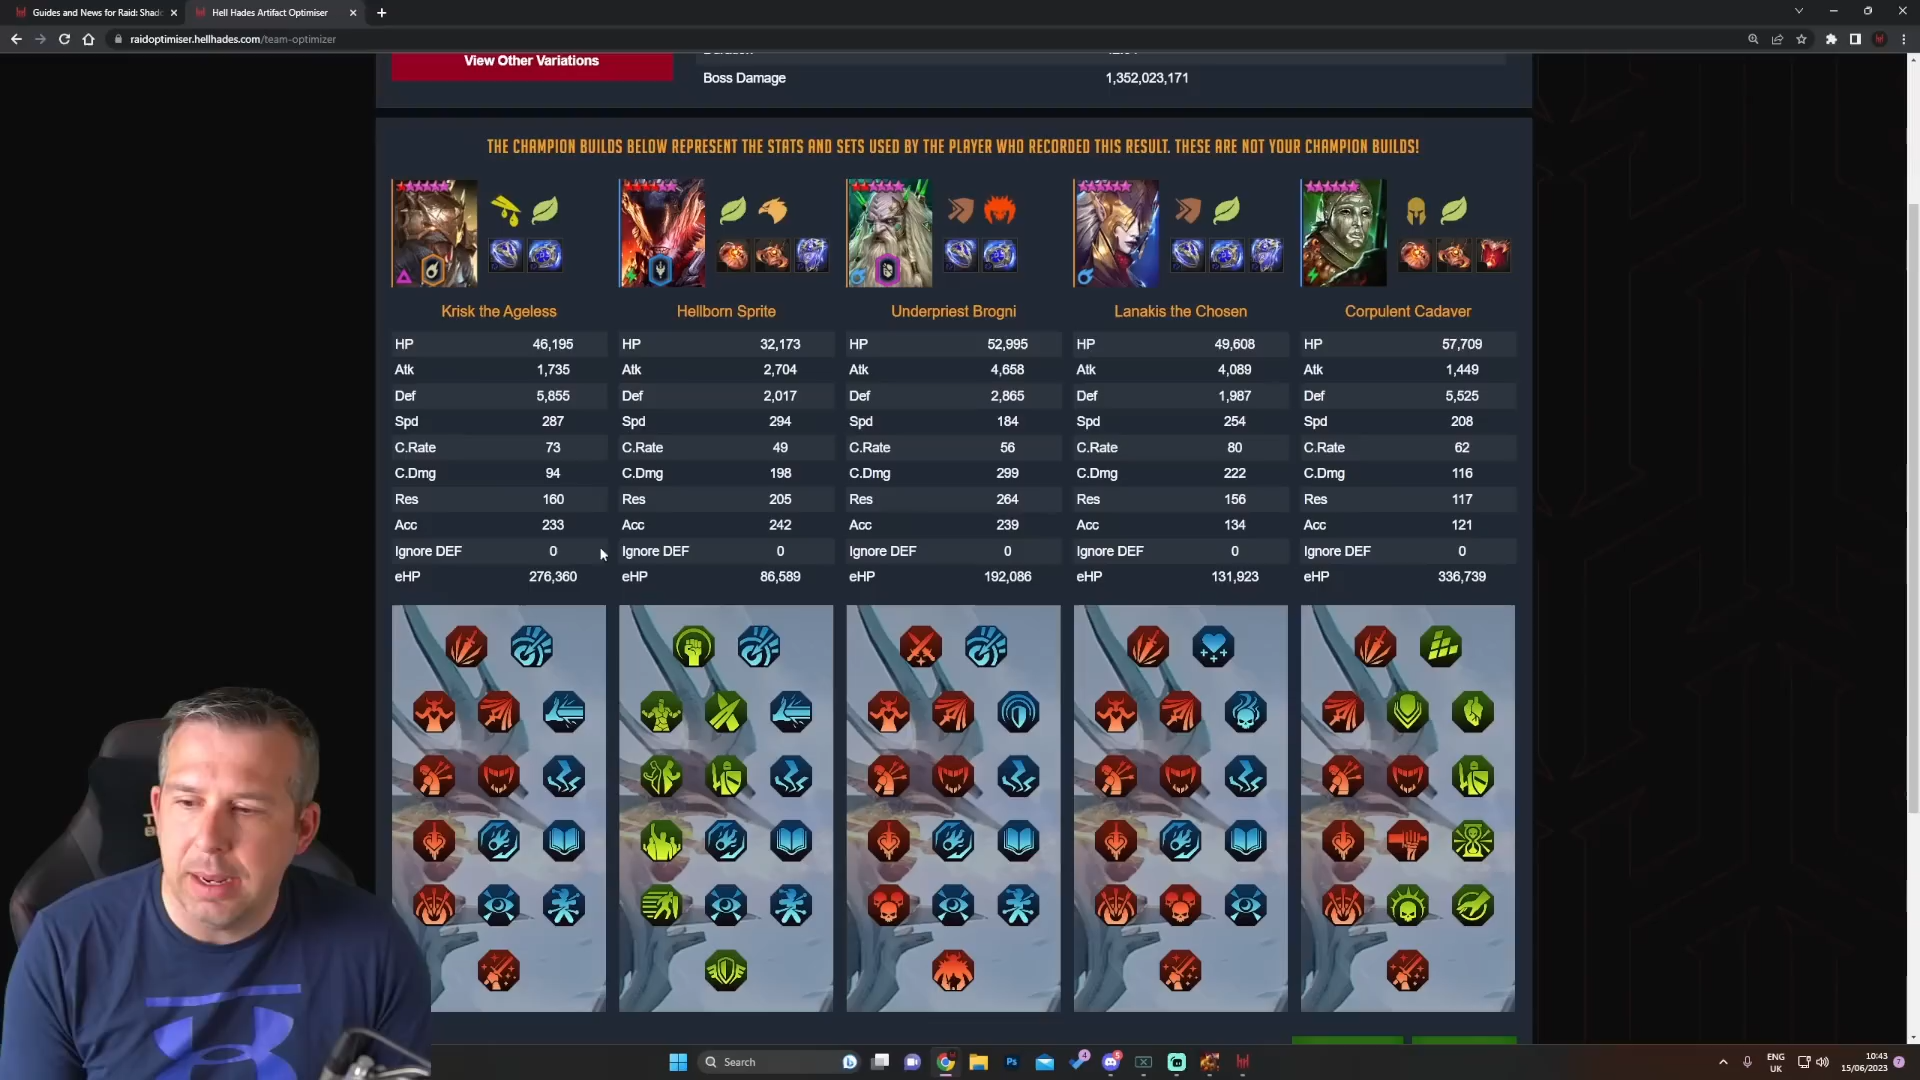 Guides and News for Raid: Shad
Hell Hades Artifact Optimiser
raidoptimiser.hellhades.com/team-optimizer
View Other Variations
Boss Damage 1,352,023,171
THE CHAMPION BUILDS BELOW REPRESENT THE STATS AND SETS USED BY THE PLAYER WHO RECORDED THIS RESULT. THESE ARE NOT YOUR CHAMPION BUILDS!
Krisk the Ageless Hellborn Sprite Underpriest Brogni Lanakis the Chosen Corpulent Cadaver
HP 46,195 HP 32,173 HP 52,995 HP 49,608 HP 57,709
Atk 1,735 Atk 2,704 Atk 4,658 Atk 4,089 Atk 1,449
Def 5,855 Def 2,017 Def 2,865 Def 1,987 Def 5,525
Spd 287 Spd 294 Spd 184 Spd 254 Spd 208
C.Rate 73 C.Rate 49 C.Rate 56 C.Rate 80 C.Rate 62
C.Dmg 94 C.Dmg 198 C.Dmg 299 C.Dmg 222 C.Dmg 116
Res 160 Res 205 Res 264 Res 156 Res 117
Acc 233 Acc 242 Acc 239 Acc 134 Acc 121
Ignore DEF 0 Ignore DEF 0 Ignore DEF 0 Ignore DEF 0 Ignore DEF 0
eHP 276,360 eHP 86,589 eHP 192,086 eHP 131,923 eHP 336,739
Search
Ps
ENG
UK
10:43
15/06/2023